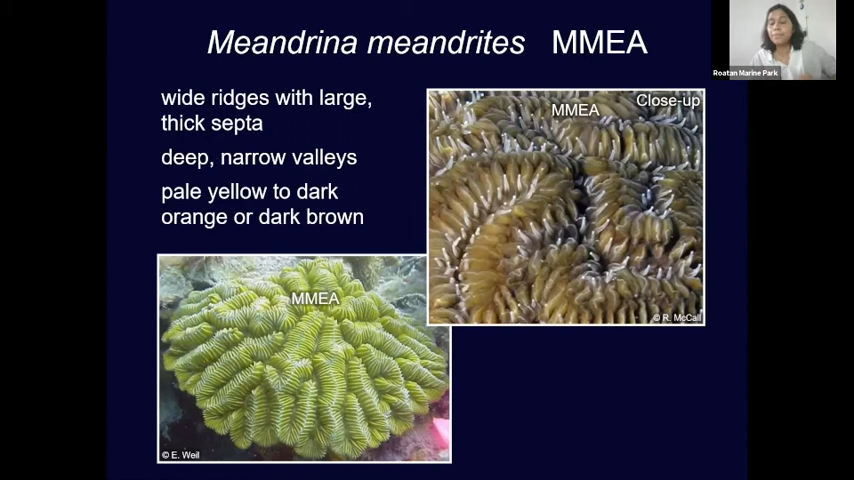 Meandrina meandrites MMEA
Roatan Marine Park
wide ridges with large,
thick septa
deep, narrow valleys
pale yellow to dark
orange or dark brown
Close-up
MMEA
© R. McCall
MMEA
© E. Weil